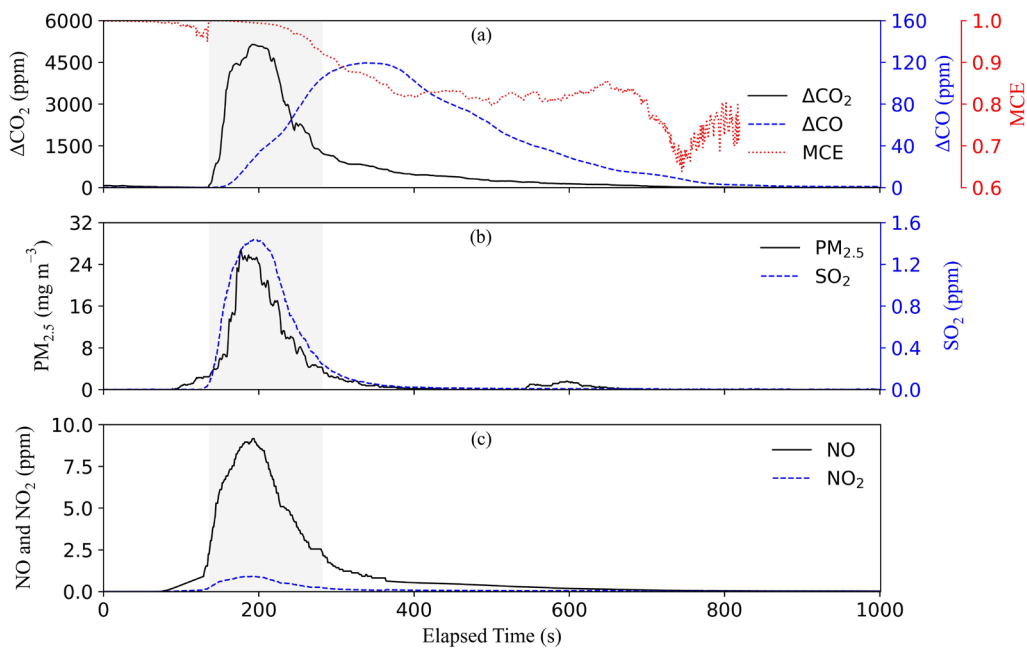 (a)
6000
4500
3000
1500
0
ΔCO₂ (ppm)
160
120
80
40
0
ΔCO (ppm)
1.0
0.9
0.8
0.7
0.6
MCE
ΔCO₂
ΔCO
MCE
(b)
32
24
16
8
0
PM₂.₅ (mg m⁻³)
1.6
1.2
0.8
0.4
0.0
SO₂ (ppm)
PM₂.₅
SO₂
(c)
10.0
7.5
5.0
2.5
0.0
NO and NO₂ (ppm)
NO
NO₂
0 200 400 600 800 1000
Elapsed Time (s)